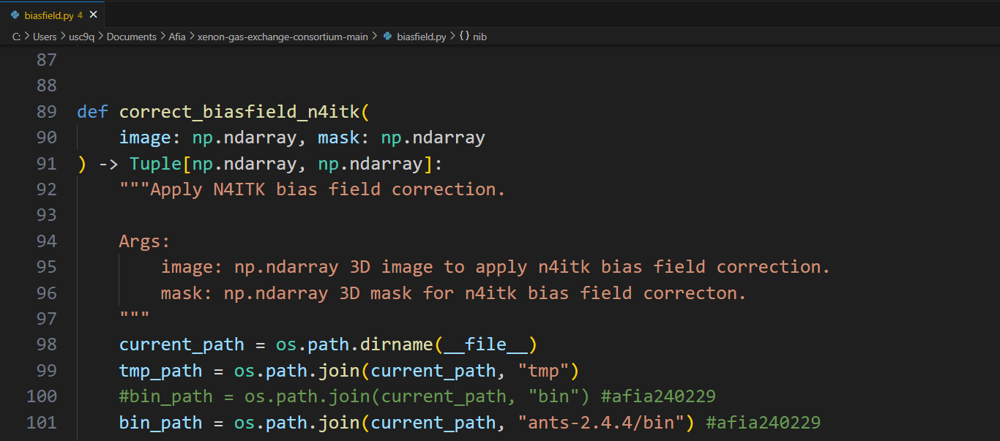 biasfield.py 4 ×
C: > Users > usc9q > Documents > Afia > xenon-gas-exchange-consortium-main > biasfield.py > {} nib
87
88
89 def correct_biasfield_n4itk(
90     image: np.ndarray, mask: np.ndarray
91 ) -> Tuple[np.ndarray, np.ndarray]:
92     """Apply N4ITK bias field correction.
93
94     Args:
95         image: np.ndarray 3D image to apply n4itk bias field correction.
96         mask: np.ndarray 3D mask for n4itk bias field correcton.
97     """
98     current_path = os.path.dirname(__file__)
99     tmp_path = os.path.join(current_path, "tmp")
100     #bin_path = os.path.join(current_path, "bin") #afia240229
101     bin_path = os.path.join(current_path, "ants-2.4.4/bin") #afia240229